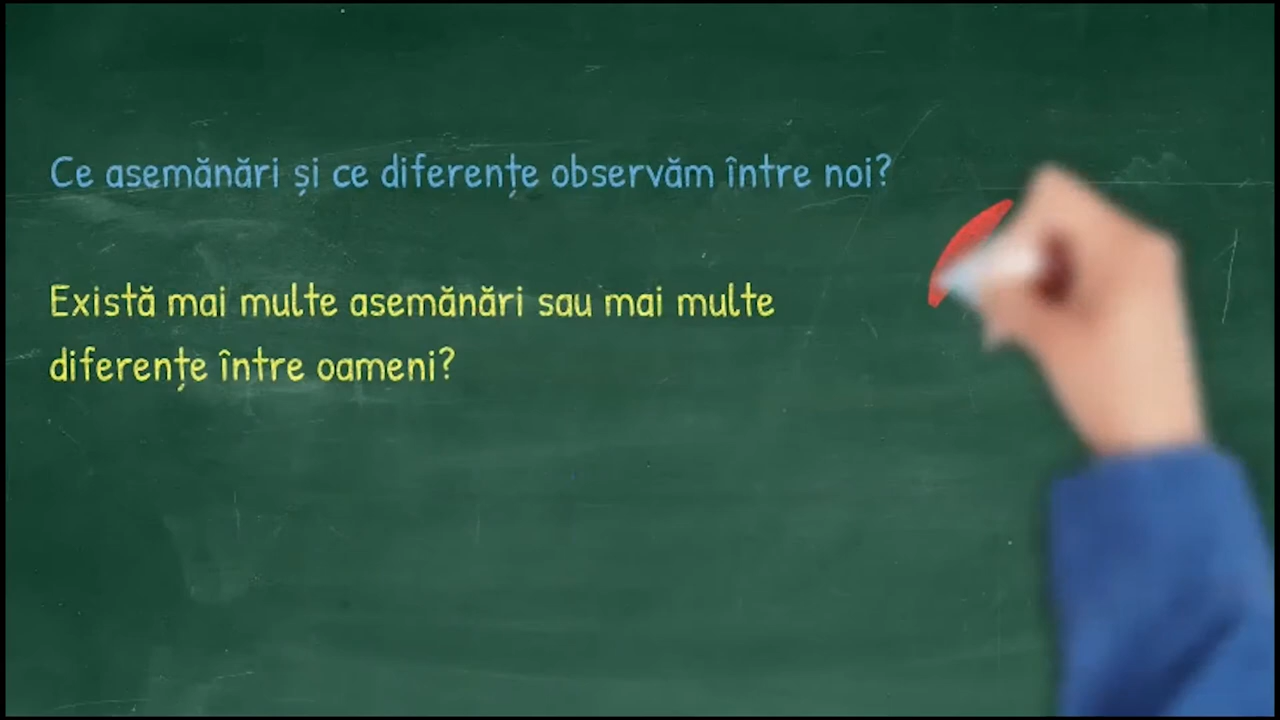 Ce asemănări și ce diferențe observăm între noi?
Există mai multe asemănări sau mai multe
diferențe între oameni?